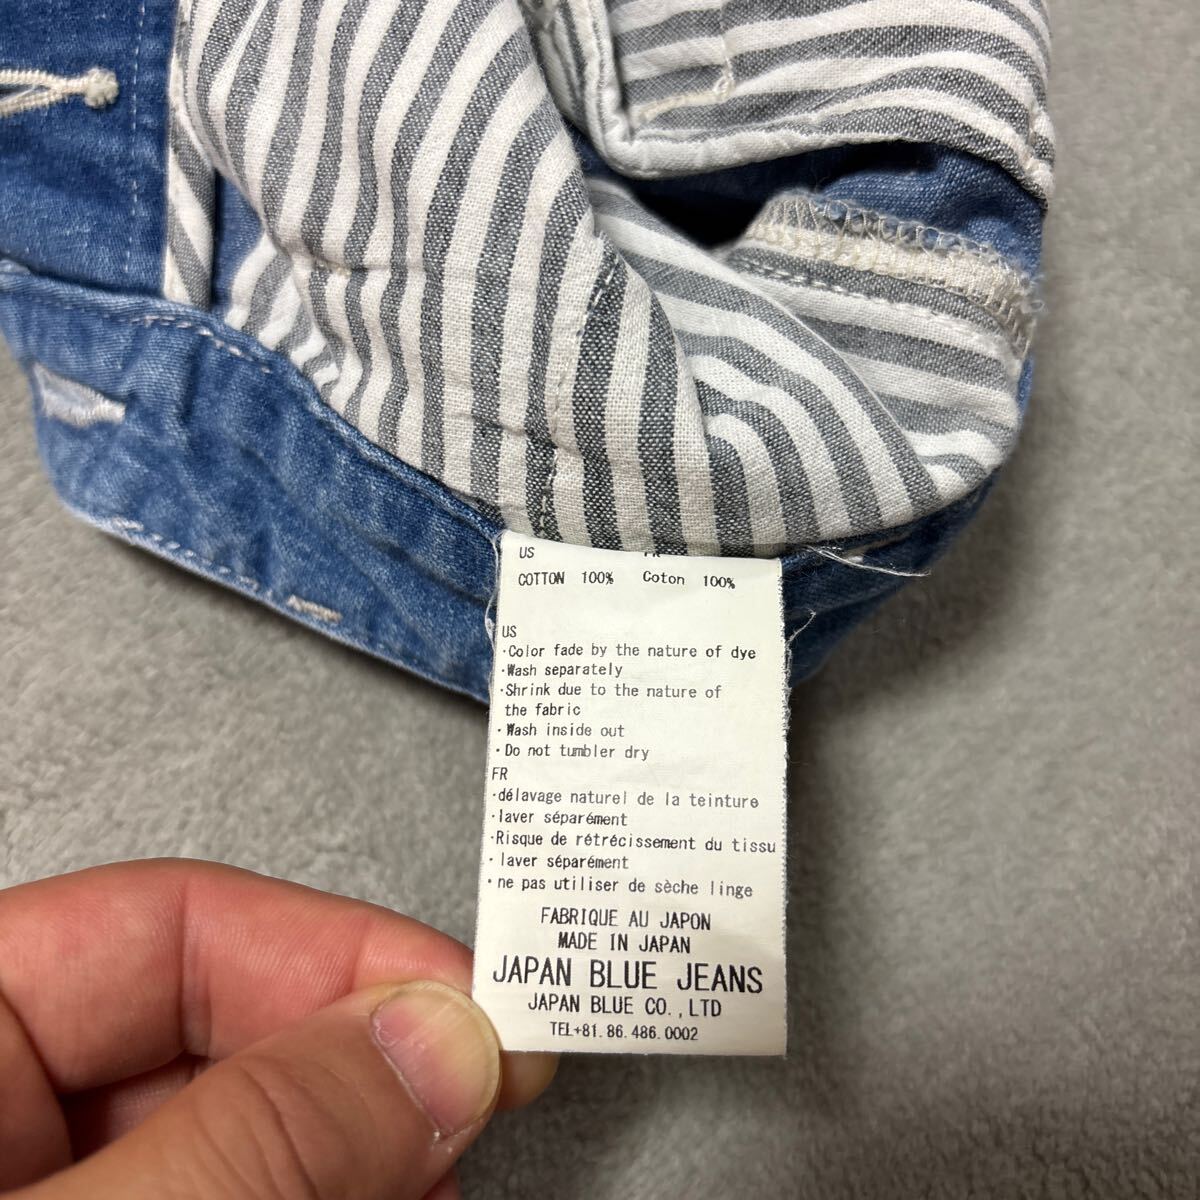 US FR
COTTON 100% Coton 100%
US
·Color fade by the nature of dye
·Wash separately
·Shrink due to the nature of
the fabric
·Wash inside out
·Do not tumbler dry
FR
·délavage naturel de la teinture
·laver séparément
·Risque de rétrécissement du tissu
·laver séparément
·ne pas utiliser de sèche linge
FABRIQUE AU JAPON
MADE IN JAPAN
JAPAN BLUE JEANS
JAPAN BLUE CO.,LTD
TEL+81.86.486.0002